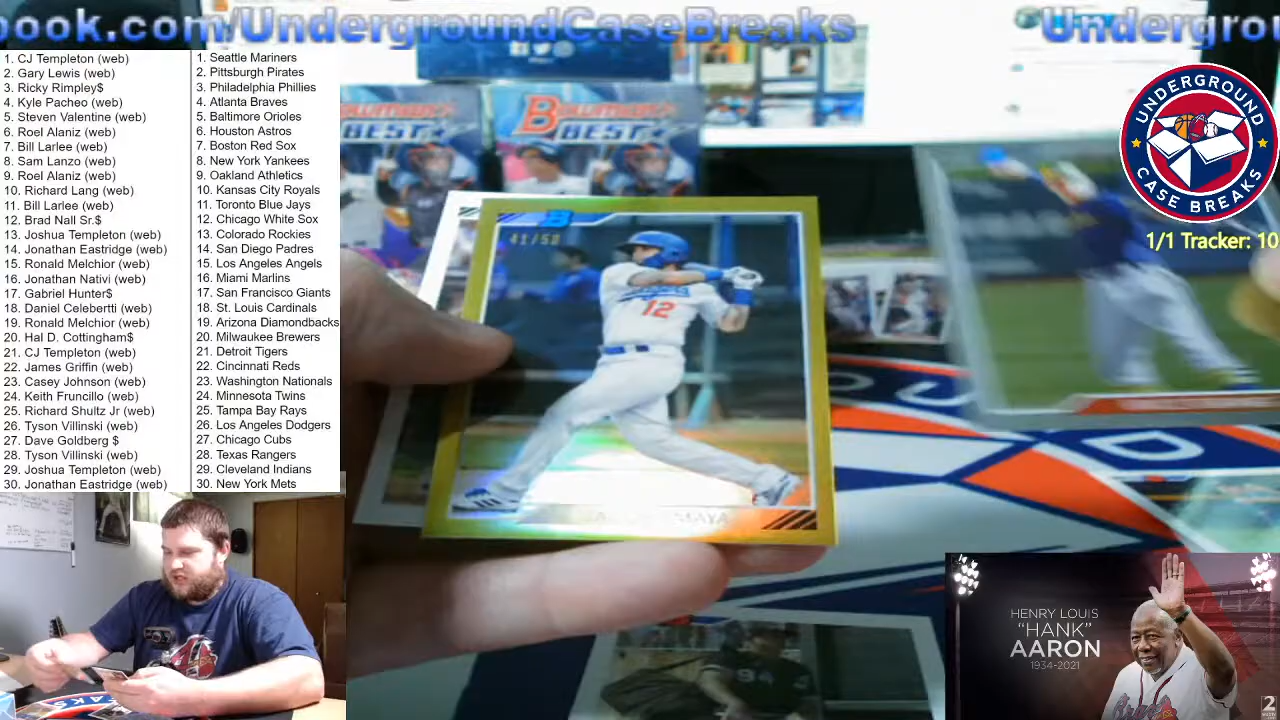 ook.com/UndergroundCaseBreaks
Undergro
1. CJ Templeton (web)
2. Gary Lewis (web)
3. Ricky Rimpley$
4. Kyle Pacheo (web)
5. Steven Valentine (web)
6. Roel Alaniz (web)
7. Bill Larlee (web)
8. Sam Lanzo (web)
9. Roel Alaniz (web)
10. Richard Lang (web)
11. Bill Larlee (web)
12. Brad Nall Sr.$
13. Joshua Templeton (web)
14. Jonathan Eastridge (web)
15. Ronald Melchior (web)
16. Jonathan Nativi (web)
17. Gabriel Hunter$
18. Daniel Celebertti (web)
19. Ronald Melchior (web)
20. Hal D. Cottingham$
21. CJ Templeton (web)
22. James Griffin (web)
23. Casey Johnson (web)
24. Keith Fruncillo (web)
25. Richard Shultz Jr (web)
26. Tyson Villinski (web)
27. Dave Goldberg $
28. Tyson Villinski (web)
29. Joshua Templeton (web)
30. Jonathan Eastridge (web)
1. Seattle Mariners
2. Pittsburgh Pirates
3. Philadelphia Phillies
4. Atlanta Braves
5. Baltimore Orioles
6. Houston Astros
7. Boston Red Sox
8. New York Yankees
9. Oakland Athletics
10. Kansas City Royals
11. Toronto Blue Jays
12. Chicago White Sox
13. Colorado Rockies
14. San Diego Padres
15. Los Angeles Angels
16. Miami Marlins
17. San Francisco Giants
18. St. Louis Cardinals
19. Arizona Diamondbacks
20. Milwaukee Brewers
21. Detroit Tigers
22. Cincinnati Reds
23. Washington Nationals
24. Minnesota Twins
25. Tampa Bay Rays
26. Los Angeles Dodgers
27. Chicago Cubs
28. Texas Rangers
29. Cleveland Indians
30. New York Mets
BOWMAN'S
BEST
BEST
UNDERGROUND
CASE BREAKS
1/1 Tracker: 10
41/50
12
MAYA
94
HENRY LOUIS
"HANK"
AARON
1934-2021
2